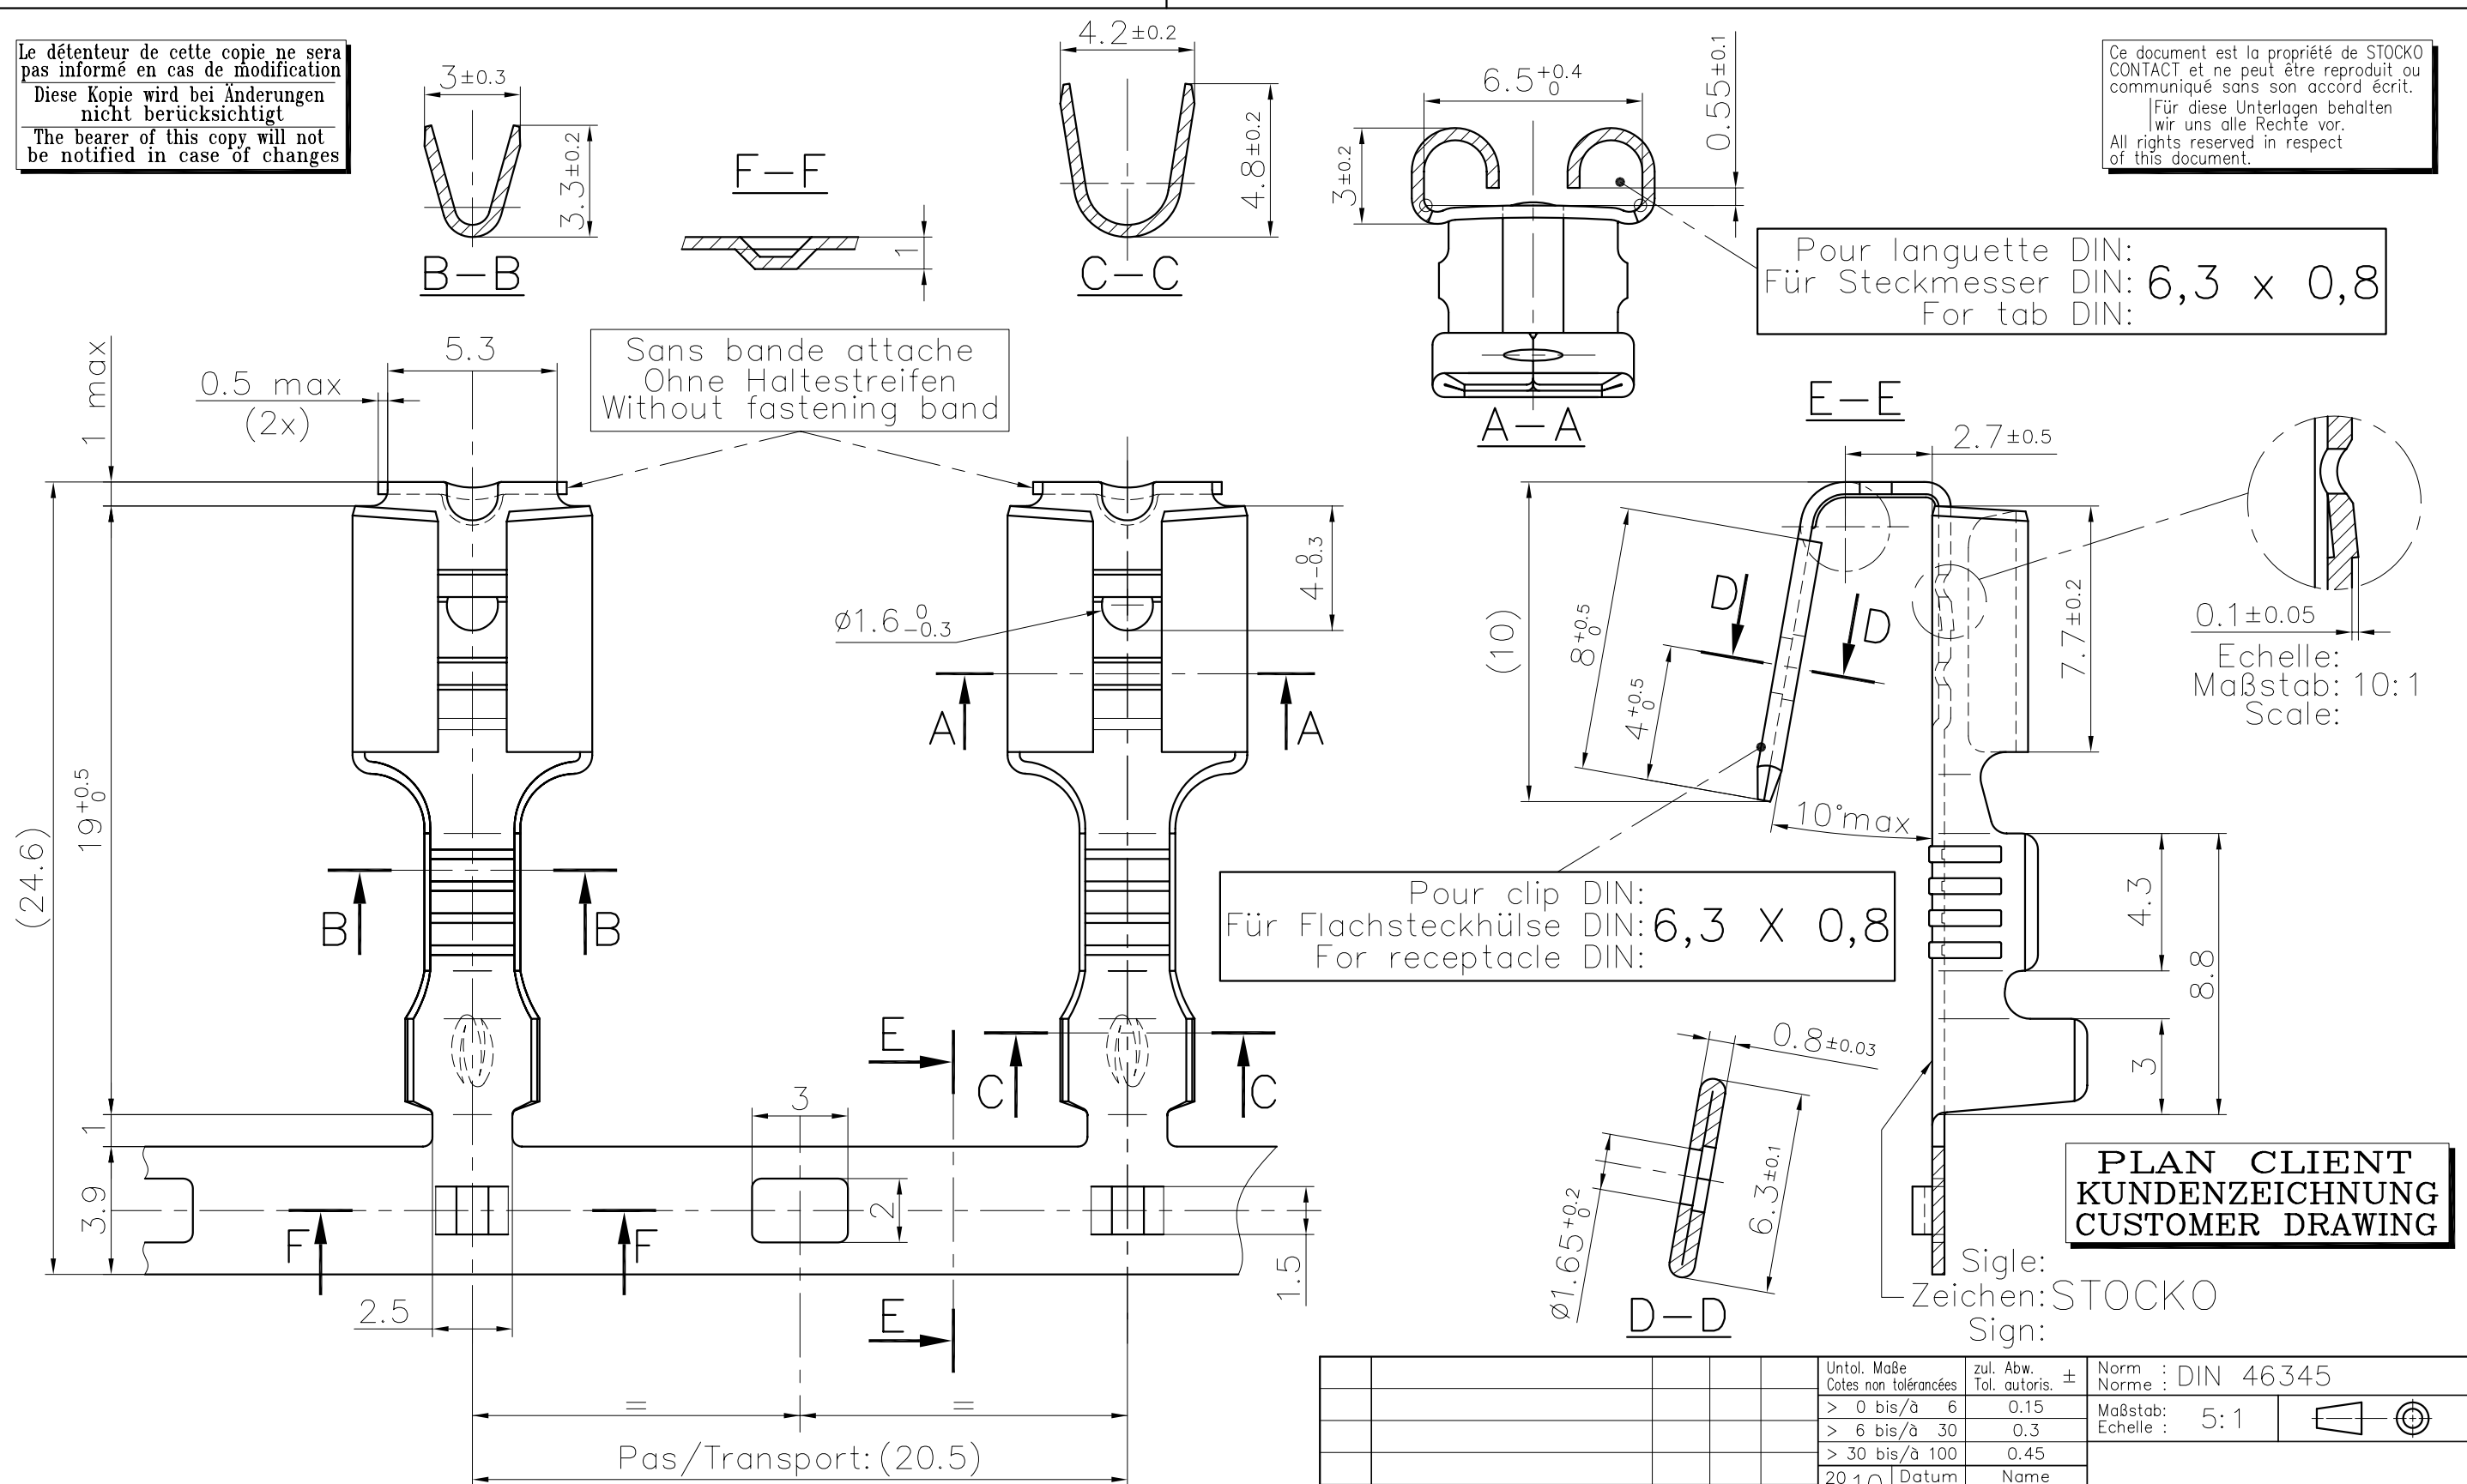 Le détenteur de cette copie ne sera
pas informé en cas de modification
Diese Kopie wird bei Änderungen
nicht berücksichtigt
The bearer of this copy will not
be notified in case of changes
3±0.3
3.3±0.2
B–B
F–F
1
4.2±0.2
4.8±0.2
C–C
6.5+0.4 0
0.55±0.1
3±0.2
A–A
Ce document est la propriété de STOCKO
CONTACT et ne peut être reproduit ou
communiqué sans son accord écrit.
Für diese Unterlagen behalten
wir uns alle Rechte vor.
All rights reserved in respect
of this document.
Pour languette DIN:
Für Steckmesser DIN: 6,3 x 0,8
For tab DIN:
1 max
0.5 max
(2x)
5.3
Sans bande attache
Ohne Haltestreifen
Without fastening band
E–E
2.7±0.5
4 0 -0.3
ø1.6 0 -0.3
(10)
8+0.5 0
4+0.5 0
D
D
7.7±0.2
0.1±0.05
Echelle:
Maßstab: 10:1
Scale:
A
A
10°max
(24.6)
19+0.5 0
B
B
Pour clip DIN:
Für Flachsteckhülse DIN: 6,3 X 0,8
For receptacle DIN:
4.3
8.8
3
E
C
C
0.8±0.03
6.3±0.1
ø1.65+0.2 0
D–D
1
3.9
3
2
F
F
1.5
2.5
E
=
=
Pas/Transport:(20.5)
PLAN CLIENT
KUNDENZEICHNUNG
CUSTOMER DRAWING
Sigle:
Zeichen: STOCKO
Sign:
Untol. Maße
Cotes non tolérancées
zul. Abw.
Tol. autoris. ±
Norm :
Norme : DIN 46345
> 0 bis/à 6 0.15
> 6 bis/à 30 0.3
> 30 bis/à 100 0.45
Maßstab:
Echelle : 5:1
20 10 Datum Name